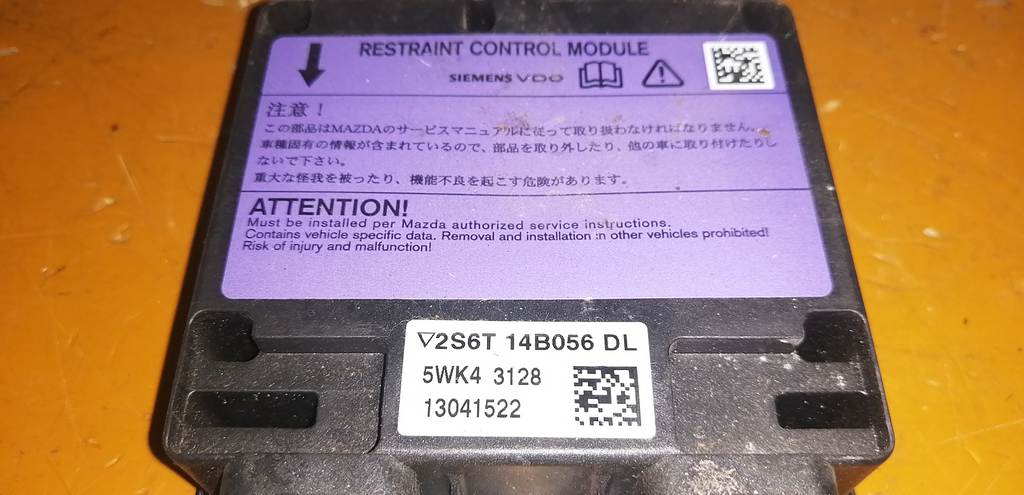 RESTRAINT CONTROL MODULE
SIEMENS VDO
注意！
この部品はMAZDAのサービスマニュアルに従って取り扱わなければなりません。
車種固有の情報が含まれているので、部品を取り外したり、他の車に取り付けたりし
ないで下さい。
重大な怪我を被ったり、機能不良を起こす危険があります。
ATTENTION!
Must be installed per Mazda authorized service instructions.
Contains vehicle specific data. Removal and installation in other vehicles prohibited!
Risk of injury and malfunction!
▽2S6T 14B056 DL
5WK4 3128
13041522